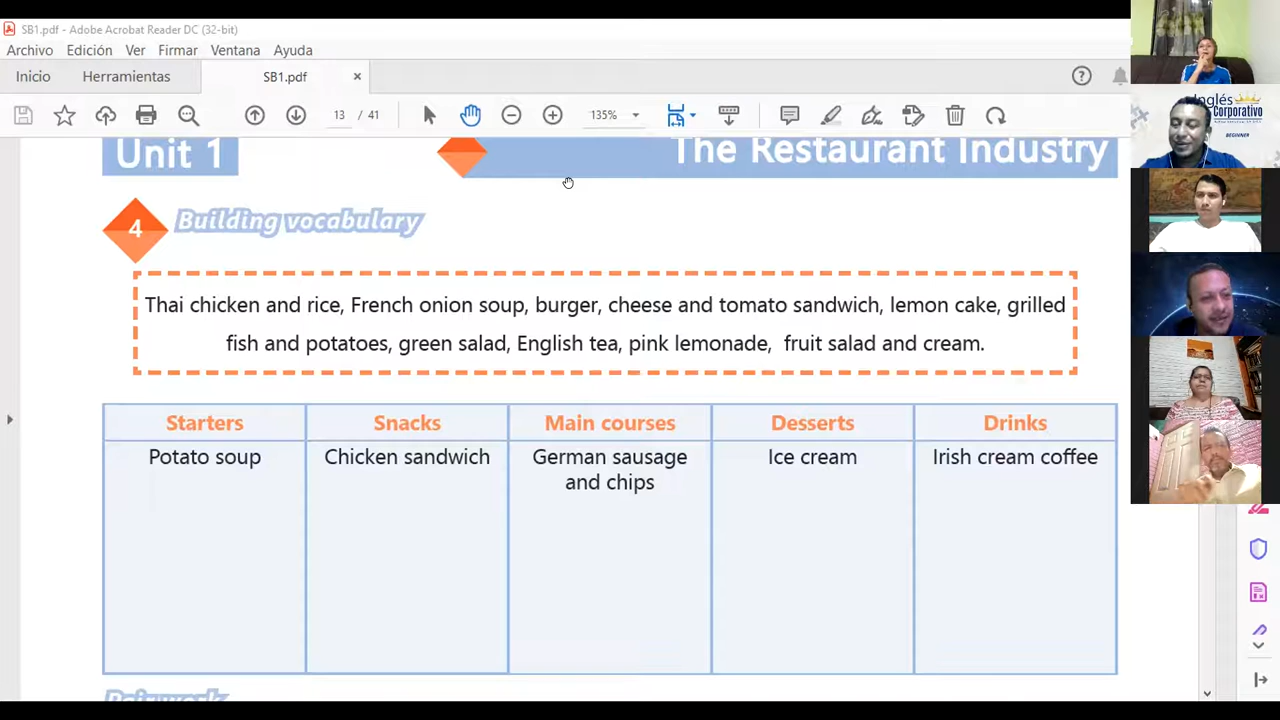 SB1.pdf - Adobe Acrobat Reader DC (32-bit)
Archivo Edición Ver Firmar Ventana Ayuda
Inicio Herramientas SB1.pdf ×
13 / 41 135%
Unit 1 The Restaurant Industry
4 Building vocabulary
Thai chicken and rice, French onion soup, burger, cheese and tomato sandwich, lemon cake, grilled
fish and potatoes, green salad, English tea, pink lemonade, fruit salad and cream.
Starters Snacks Main courses Desserts Drinks
Potato soup Chicken sandwich German sausage Ice cream Irish cream coffee
and chips
Pair work
Inglés
Corporativo
BEGINNER